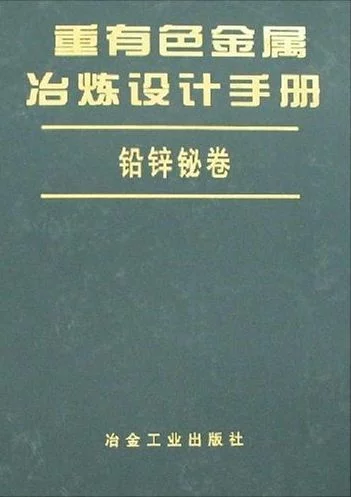 重有色金属
冶炼设计手册
铅锌铋卷
冶金工业出版社